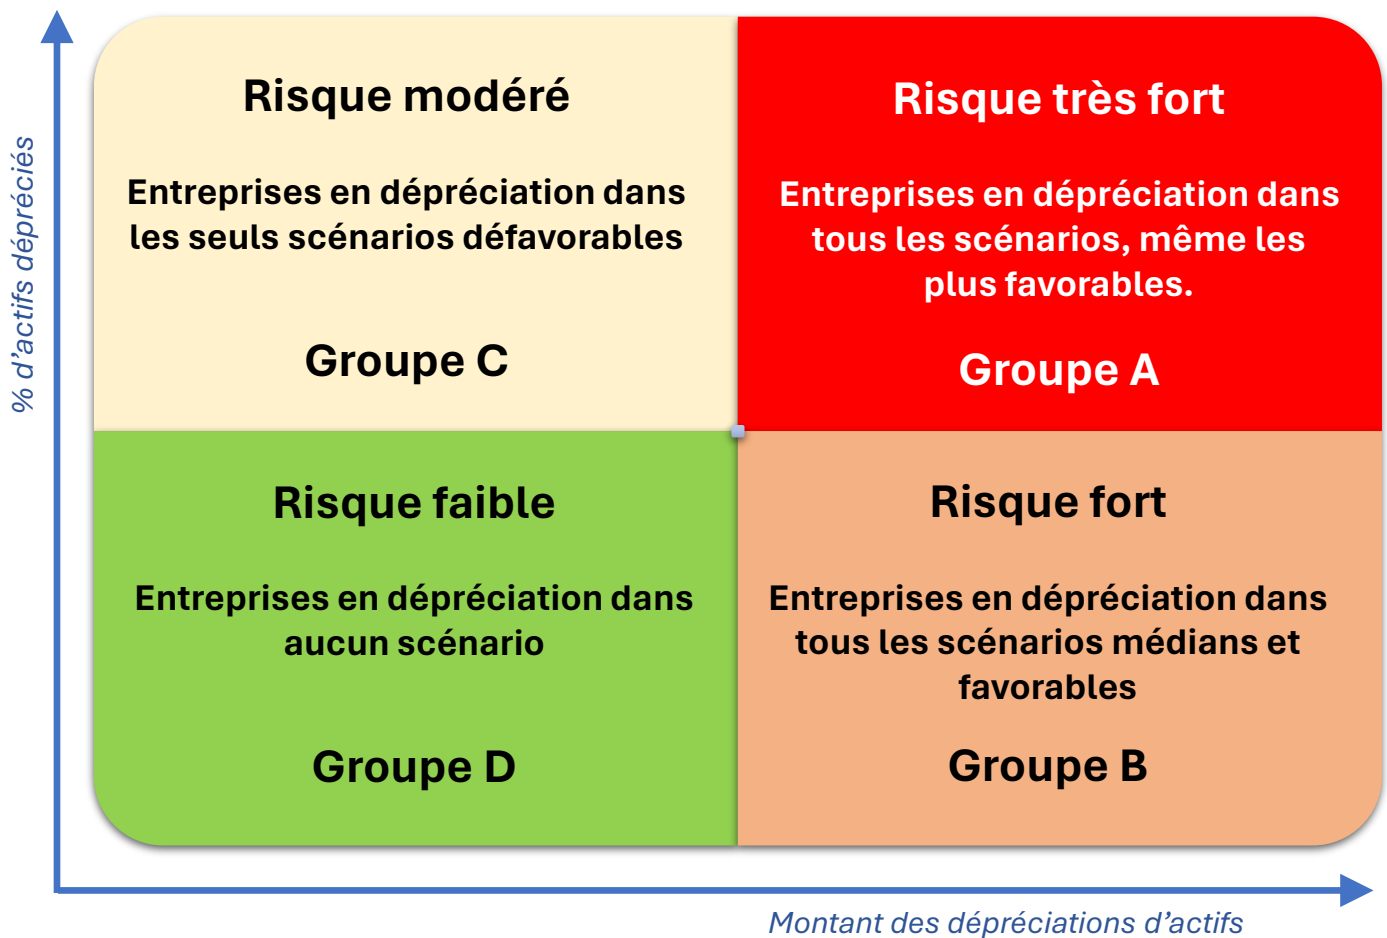 % d’actifs dépréciés
Risque modéré
Entreprises en dépréciation dans
les seuls scénarios défavorables
Groupe C
Risque très fort
Entreprises en dépréciation dans
tous les scénarios, même les
plus favorables.
Groupe A
Risque faible
Entreprises en dépréciation dans
aucun scénario
Groupe D
Risque fort
Entreprises en dépréciation dans
tous les scénarios médians et
favorables
Groupe B
Montant des dépréciations d’actifs